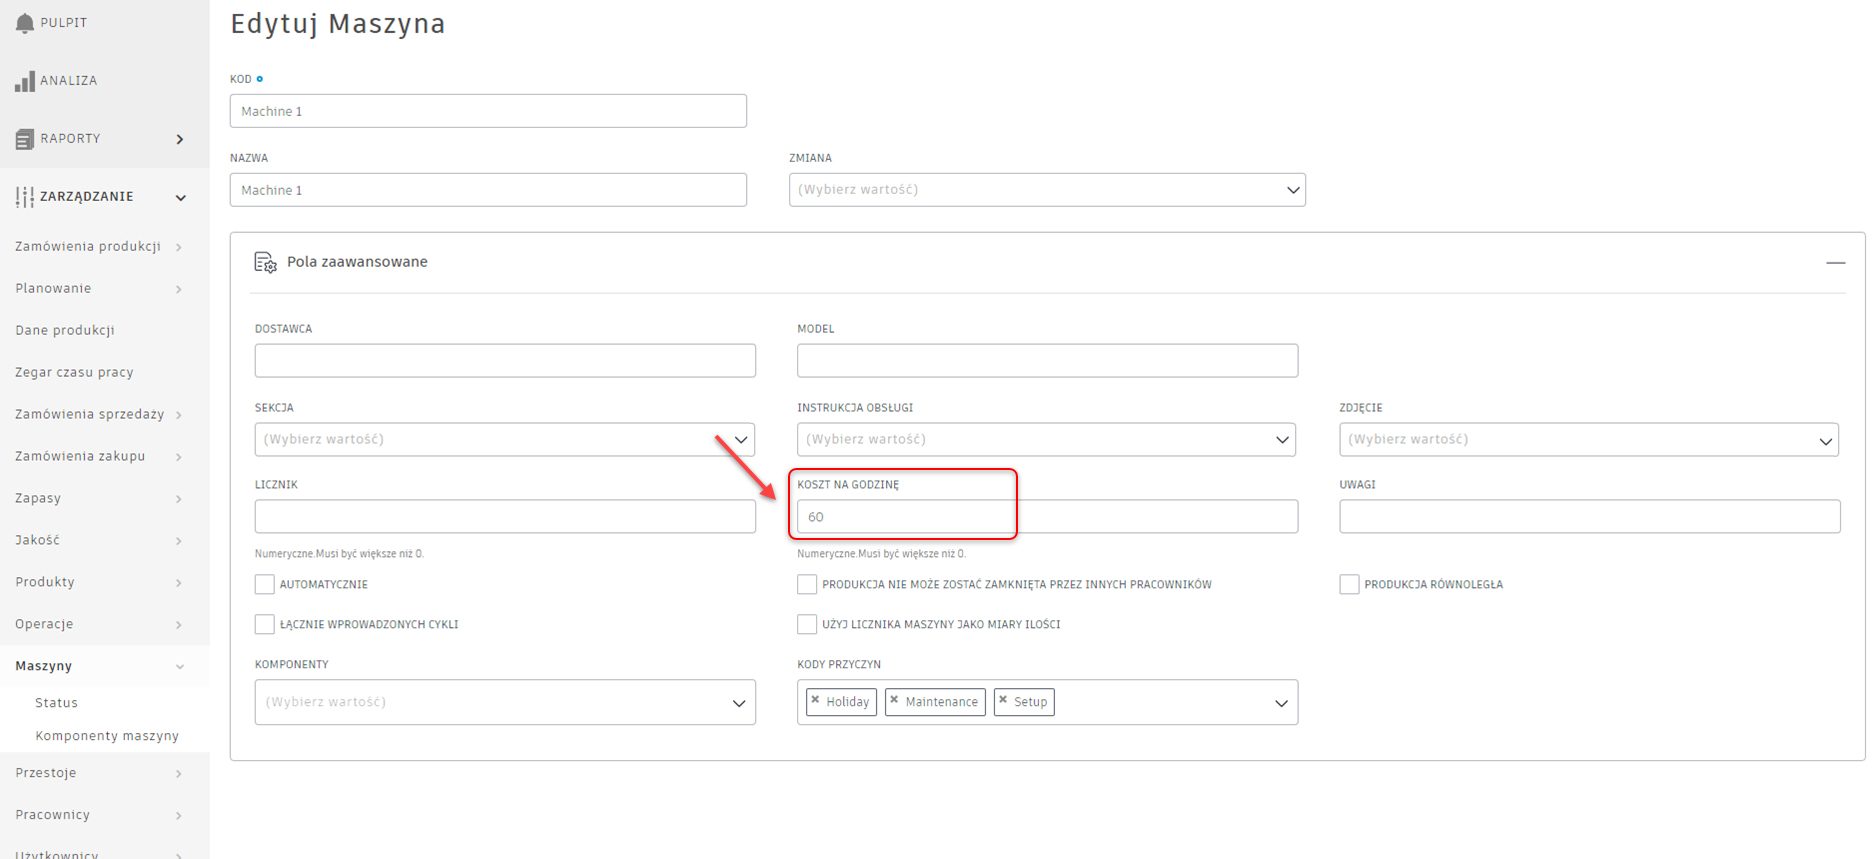 PULPIT
ANALIZA
RAPORTY
ZARZĄDZANIE
Zamówienia produkcji
Planowanie
Dane produkcji
Zegar czasu pracy
Zamówienia sprzedaży
Zamówienia zakupu
Zapasy
Jakość
Produkty
Operacje
Maszyny
Status
Komponenty maszyny
Przestoje
Pracownicy
Użytkownicy
Edytuj Maszyna
KOD
Machine 1
NAZWA ZMIANA
Machine 1 (Wybierz wartość)
Pola zaawansowane
DOSTAWCA MODEL
SEKCJA INSTRUKCJA OBSŁUGI ZDJĘCIE
(Wybierz wartość) (Wybierz wartość) (Wybierz wartość)
LICZNIK KOSZT NA GODZINĘ UWAGI
60
Numeryczne.Musi być większe niż 0. Numeryczne.Musi być większe niż 0.
AUTOMATYCZNIE PRODUKCJA NIE MOŻE ZOSTAĆ ZAMKNIĘTA PRZEZ INNYCH PRACOWNIKÓW PRODUKCJA RÓWNOLEGŁA
ŁĄCZNIE WPROWADZONYCH CYKLI UŻYJ LICZNIKA MASZYNY JAKO MIARY ILOŚCI
KOMPONENTY KODY PRZYCZYN
(Wybierz wartość) Holiday Maintenance Setup